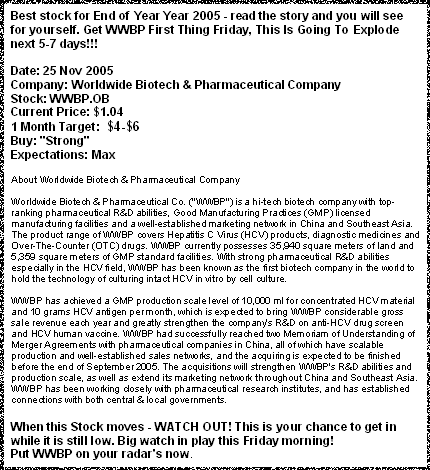 Best stock for End of Year Year 2005 - read the story and you will see
for yourself. Get WWBP First Thing Friday, This Is Going To Explode
next 5-7 days!!!
Date: 25 Nov 2005
Company: Worldwide Biotech & Pharmaceutical Company
Stock: WWBP.OB
Current Price: $1.04
1 Month Target: $4-$6
Buy: "Strong"
Expectations: Max
About Worldwide Biotech & Pharmaceutical Company
Worldwide Biotech & Pharmaceutical Co. ("WWBP") is a hi-tech biotech company with top-
ranking pharmaceutical R&D abilities, Good Manufacturing Practices (GMP) licensed
manufacturing facilities and a well-established marketing network in China and Southeast Asia.
The product range of WWBP covers Hepatitis C Virus (HCV) products, diagnostic medicines and
Over-The-Counter (OTC) drugs. WWBP currently possesses 35,940 square meters of land and
5,359 square meters of GMP standard facilities. With strong pharmaceutical R&D abilities
especially in the HCV field, WWBP has been known as the first biotech company in the world to
hold the technology of culturing intact HCV in vitro by cell culture.
WWBP has achieved a GMP production scale level of 10,000 ml for concentrated HCV material
and 10 grams HCV antigen per month, which is expected to bring WWBP considerable gross
sale revenue each year and greatly strengthen the company's R&D on anti-HCV drug screen
and HCV human vaccine. WWBP had successfully reached two Memoriam of Understanding of
Merger Agreements with pharmaceutical companies in China, all of which have scalable
production and well-established sales networks, and the acquiring is expected to be finished
before the end of September 2005. The acquisitions will strengthen WWBP's R&D abilities and
production scale, as well as extend its marketing network throughout China and Southeast Asia.
WWBP has been working closely with pharmaceutical research institutes, and has established
connections with both central & local governments.
When this Stock moves - WATCH OUT! This is your chance to get in
while it is still low. Big watch in play this Friday morning!
Put WWBP on your radar's now.